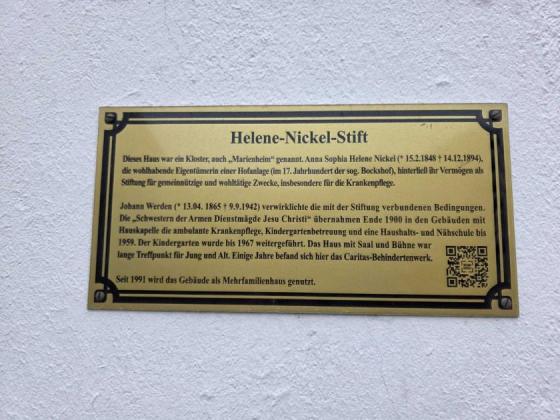 Helene-Nickel-Stift
Dieses Haus war ein Kloster, auch „Marienheim" genannt. Anna Sophia Helene Nickel (* 15.2.1848 † 14.12.1894),
die wohlhabende Eigentümerin einer Hofanlage (im 17. Jahrhundert der sog. Bockshof), hinterließ ihr Vermögen als
Stiftung für gemeinnützige und wohltätige Zwecke, insbesondere für die Krankenpflege.
Johann Werden (* 13.04. 1865 † 9.9.1942) verwirklichte die mit der Stiftung verbundenen Bedingungen.
Die „Schwestern der Armen Dienstmägde Jesu Christi" übernahmen Ende 1900 in den Gebäuden mit
Hauskapelle die ambulante Krankenpflege, Kindergartenbetreuung und eine Haushalts- und Nähschule bis
1959. Der Kindergarten wurde bis 1967 weitergeführt. Das Haus mit Saal und Bühne war
lange Treffpunkt für Jung und Alt. Einige Jahre befand sich hier das Caritas-Behindertenwerk.
Seit 1991 wird das Gebäude als Mehrfamilienhaus genutzt.